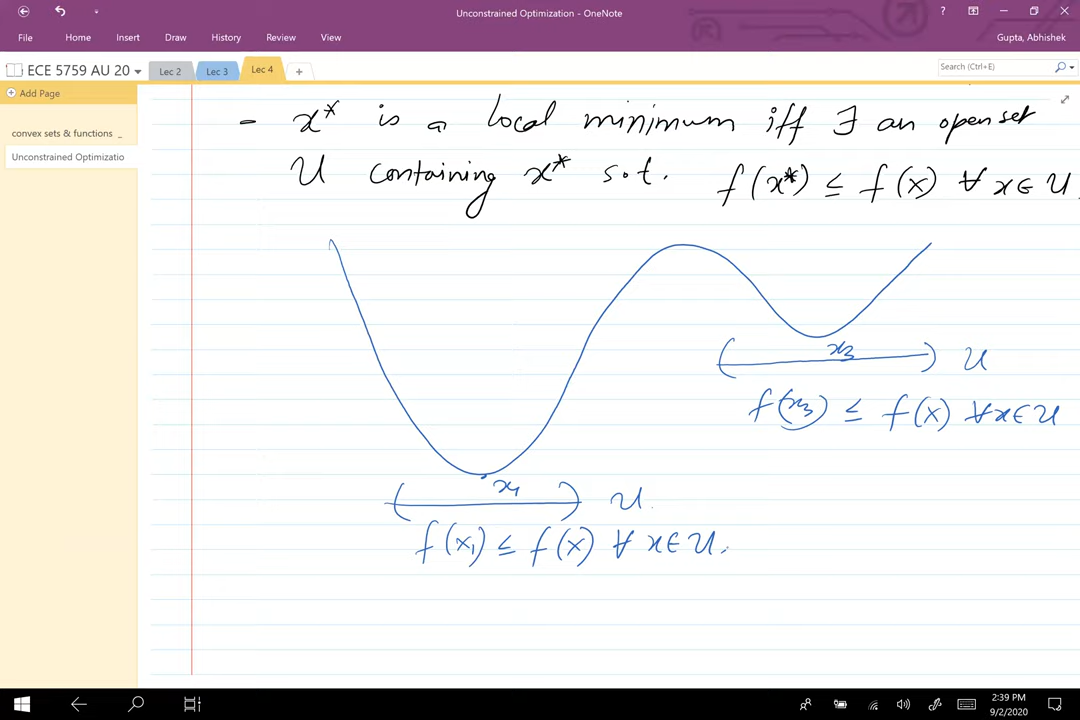 Unconstrained Optimization - OneNote
?
File Home Insert Draw History Review View
Gupta, Abhishek
ECE 5759 AU 20
Lec 2
Lec 3
Lec 4
+
Search (Ctrl+E)
Add Page
convex sets & functions _
Unconstrained Optimizatio
- x* is a local minimum iff ∃ an open set
U containing x* s.t. f(x*) ≤ f(x) ∀ x ∈ U.
x3
U
f(x3) ≤ f(x) ∀x∈U
x1
U.
f(x1) ≤ f(x) ∀ x∈U.
2:39 PM
9/2/2020